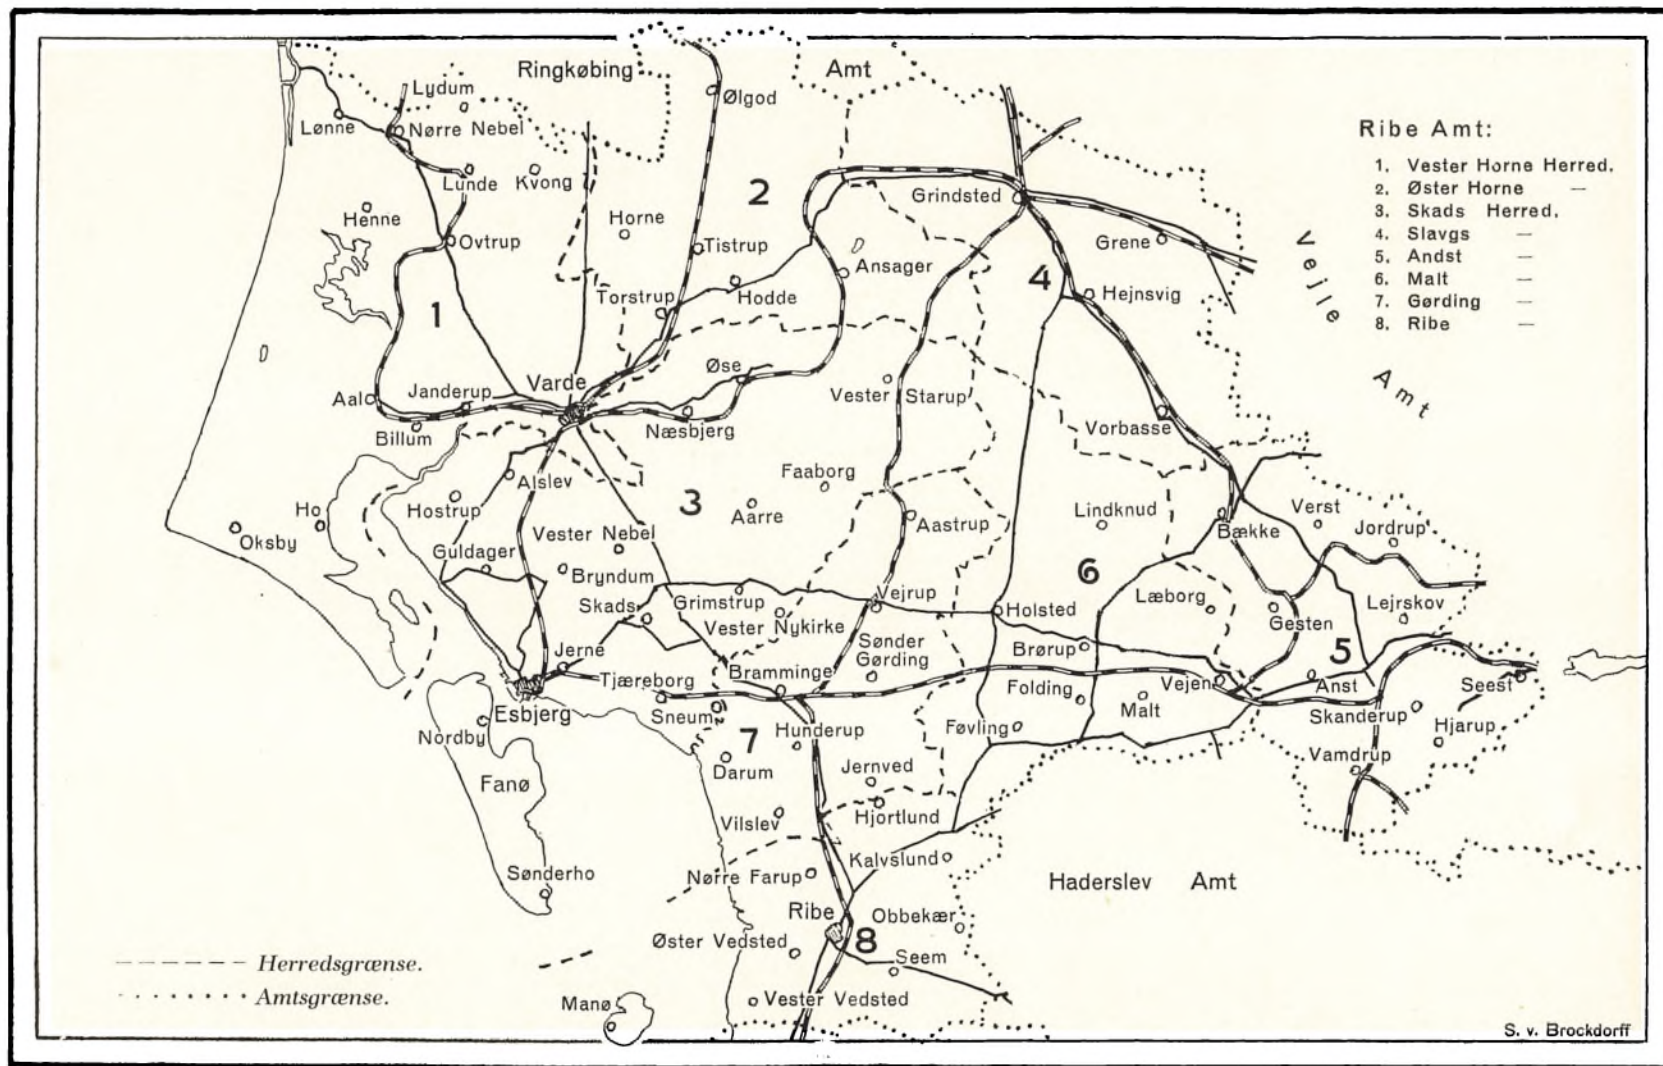 Ringkøbing Amt
Lydum
Ølgod
Lønne
Nørre Nebel
Ribe Amt:
1. Vester Horne Herred.
2. Øster Horne —
3. Skads Herred.
4. Slavgs —
5. Andst —
6. Malt —
7. Gørding —
8. Ribe —
Lunde
Kvong
2
Grindsted
Henne
Horne
Ovtrup
Tistrup
Grene
Vejle Amt
Ansager
4
Hodde
Torstrup
Hejnsvig
1
Øse
Varde
Vester Starup
Aal
Janderup
Billum
Næsbjerg
Vorbasse
Faaborg
Alslev
3
Hostrup
Ho
Aarre
Aastrup
Lindknud
Verst
Oksby
Vester Nebel
Bække
Jordrup
Guldager
Bryndum
6
Skads
Grimstrup
Vejrup
Holsted
Læborg
Lejrskov
Vester Nykirke
Gesten
Sønder
Gørding
Brørup
5
Jerne
Bramminge
Tjæreborg
Folding
Vejen
Anst
Seest
Esbjerg
Sneum
Malt
Skanderup
Nordby
7
Hunderup
Føvling
Hjarup
Darum
Vamdrup
Fanø
Jernved
Vilslev
Hjortlund
Kalvslund
Sønderho
Nørre Farup
Haderslev Amt
Ribe
Obbekær
Øster Vedsted
8
Seem
Herredsgrænse.
Amtsgrænse.
Manø
Vester Vedsted
S. v. Brockdorff